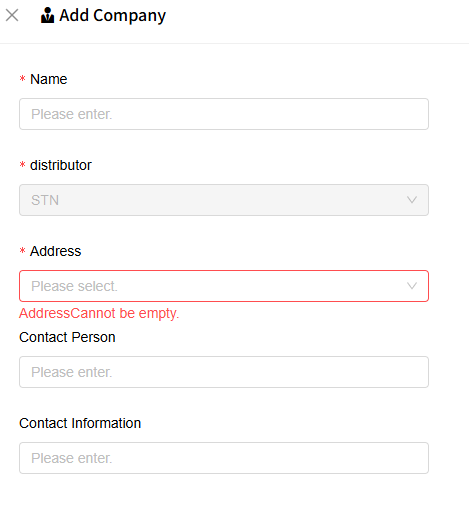 Add Company
* Name
Please enter.
* distributor
STN
* Address
Please select.
AddressCannot be empty.
Contact Person
Please enter.
Contact Information
Please enter.